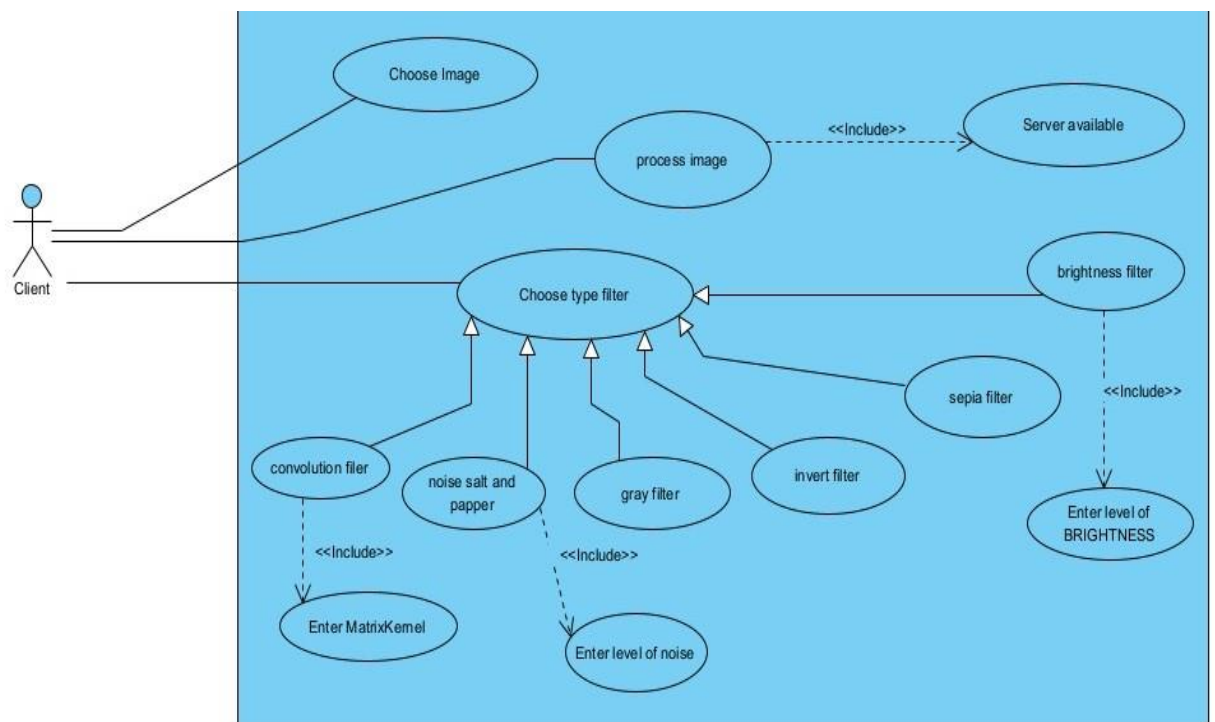 Choose Image
Server available
<<Include>>
process image
Client
brightness filter
Choose type filter
<<Include>>
sepia filter
convolution filer
noise salt and
papper
gray filter
invert filter
Enter level of
BRIGHTNESS
<<Include>>
<<Include>>
Enter MatrixKernel
Enter level of noise